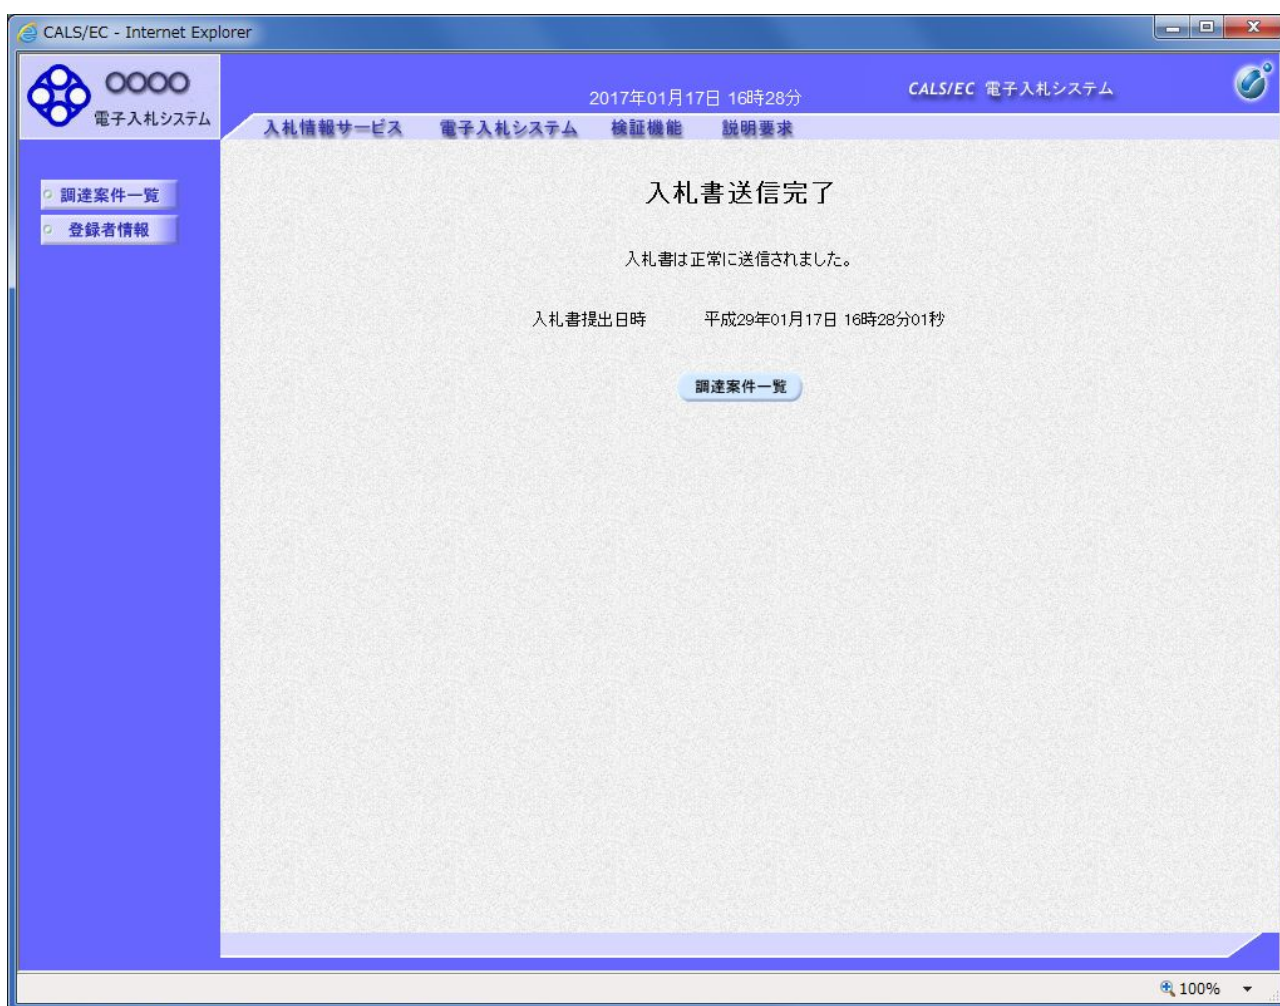 CALS/EC - Internet Explorer
OOOO
電子入札システム
2017年01月17日 16時28分
CALS/EC 電子入札システム
入札情報サービス 電子入札システム 検証機能 説明要求
調達案件一覧
登録者情報
入札書送信完了
入札書は正常に送信されました。
入札書提出日時 平成29年01月17日 16時28分01秒
調達案件一覧
100%